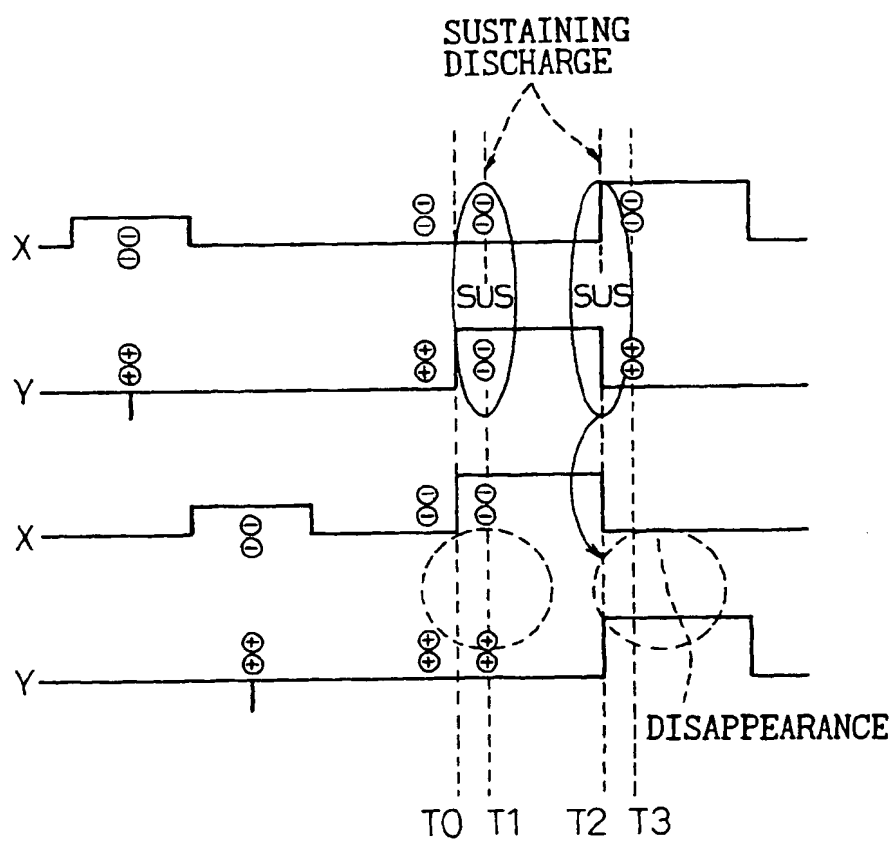 SUSTAINING
DISCHARGE
X
SUS SUS
Y
X
Y
DISAPPEARANCE
T0 T1 T2 T3